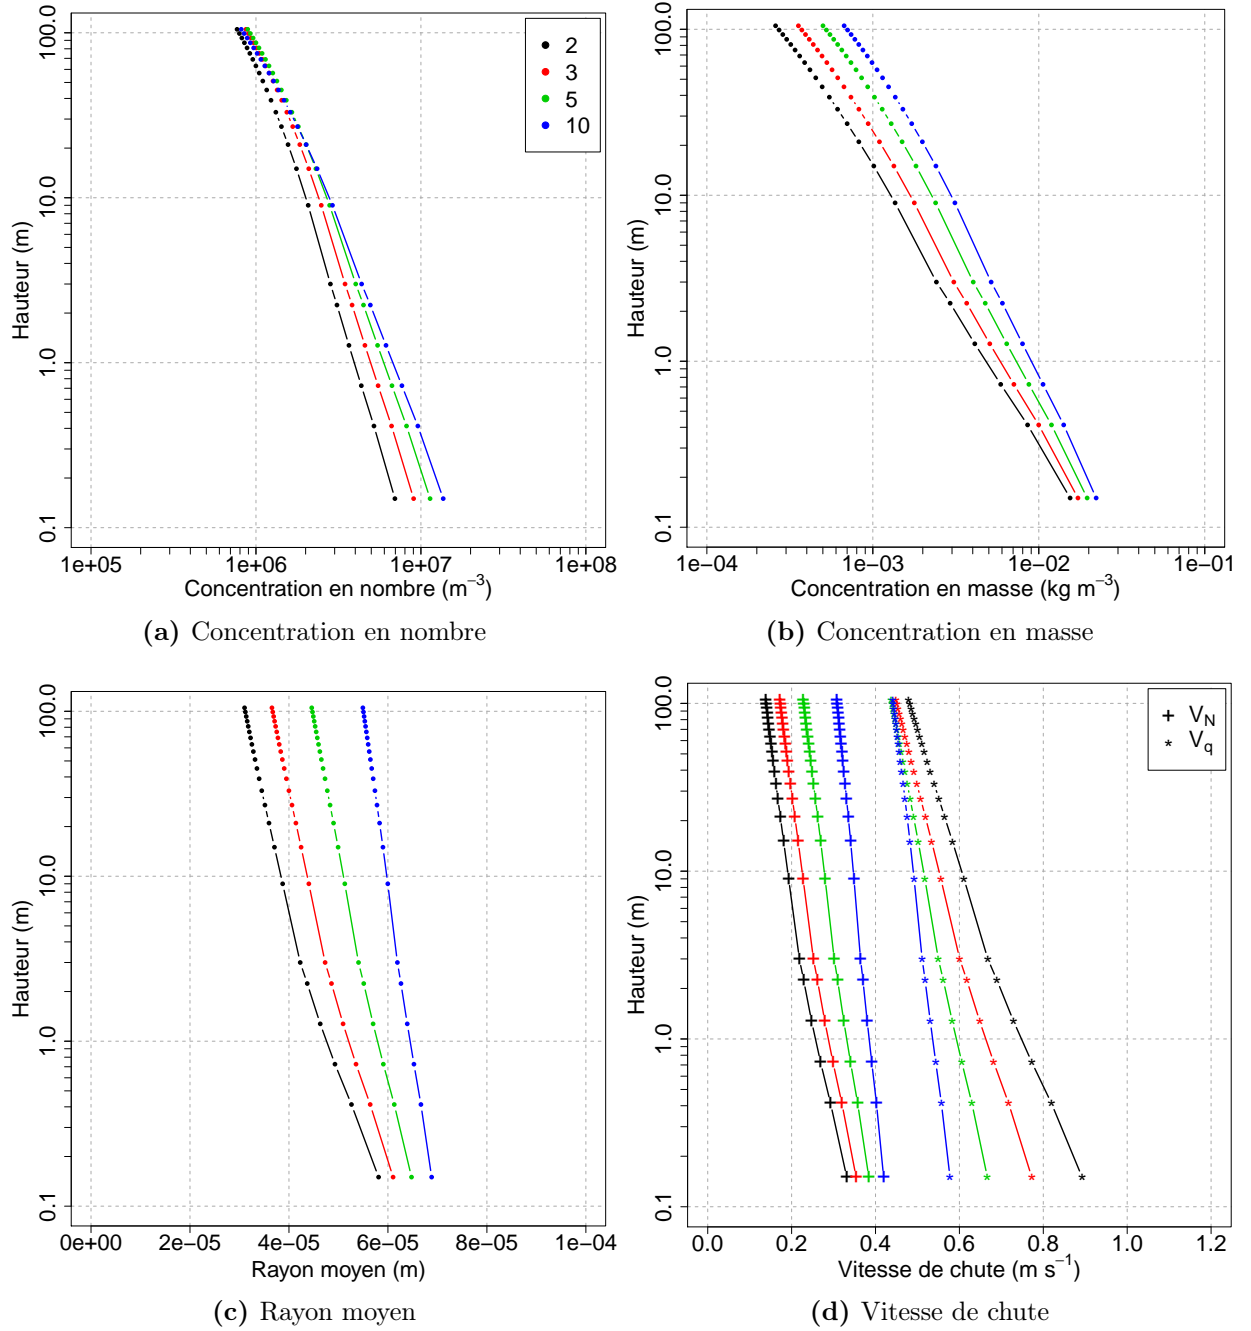 100.0
10.0
1.0
0.1
Hauteur (m)
2
3
5
10
1e+05
1e+06
1e+07
1e+08
Concentration en nombre (m⁻³)
(a) Concentration en nombre
100.0
10.0
1.0
0.1
Hauteur (m)
1e-04
1e-03
1e-02
1e-01
Concentration en masse (kg m⁻³)
(b) Concentration en masse
100.0
10.0
1.0
0.1
Hauteur (m)
0e+00
2e-05
4e-05
6e-05
8e-05
1e-04
Rayon moyen (m)
(c) Rayon moyen
100.0
10.0
1.0
0.1
Hauteur (m)
+ V_N
* V_q
0.0
0.2
0.4
0.6
0.8
1.0
1.2
Vitesse de chute (m s⁻¹)
(d) Vitesse de chute